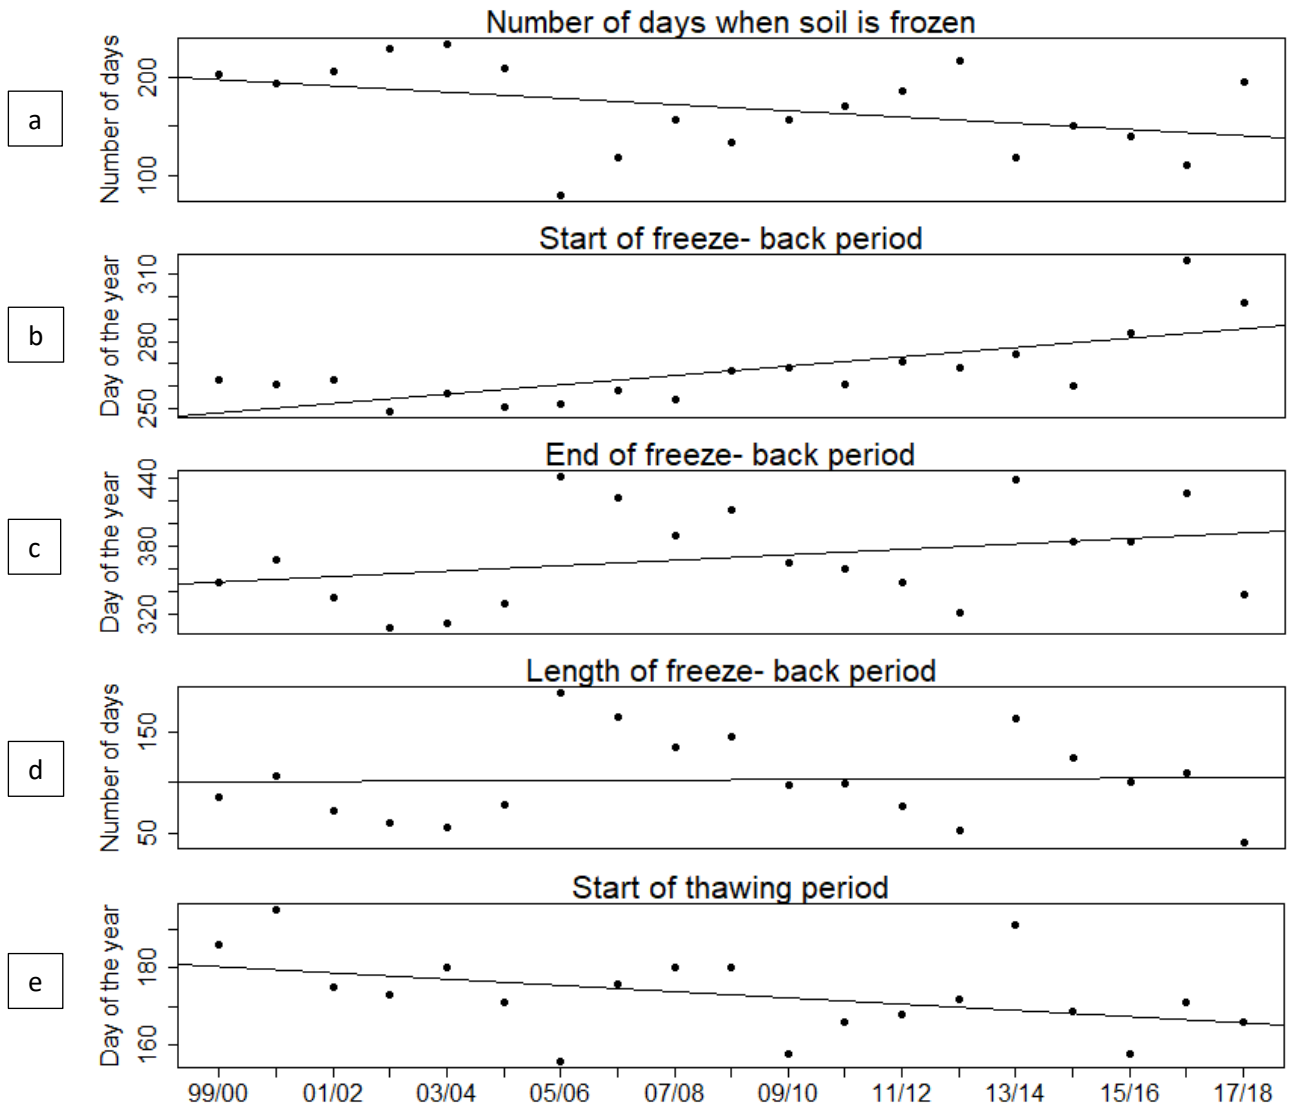 Number of days when soil is frozen
a
Number of days
200
100
Start of freeze- back period
b
Day of the year
310
280
250
End of freeze- back period
c
Day of the year
440
380
320
Length of freeze- back period
d
Number of days
150
50
Start of thawing period
e
Day of the year
180
160
99/00 01/02 03/04 05/06 07/08 09/10 11/12 13/14 15/16 17/18